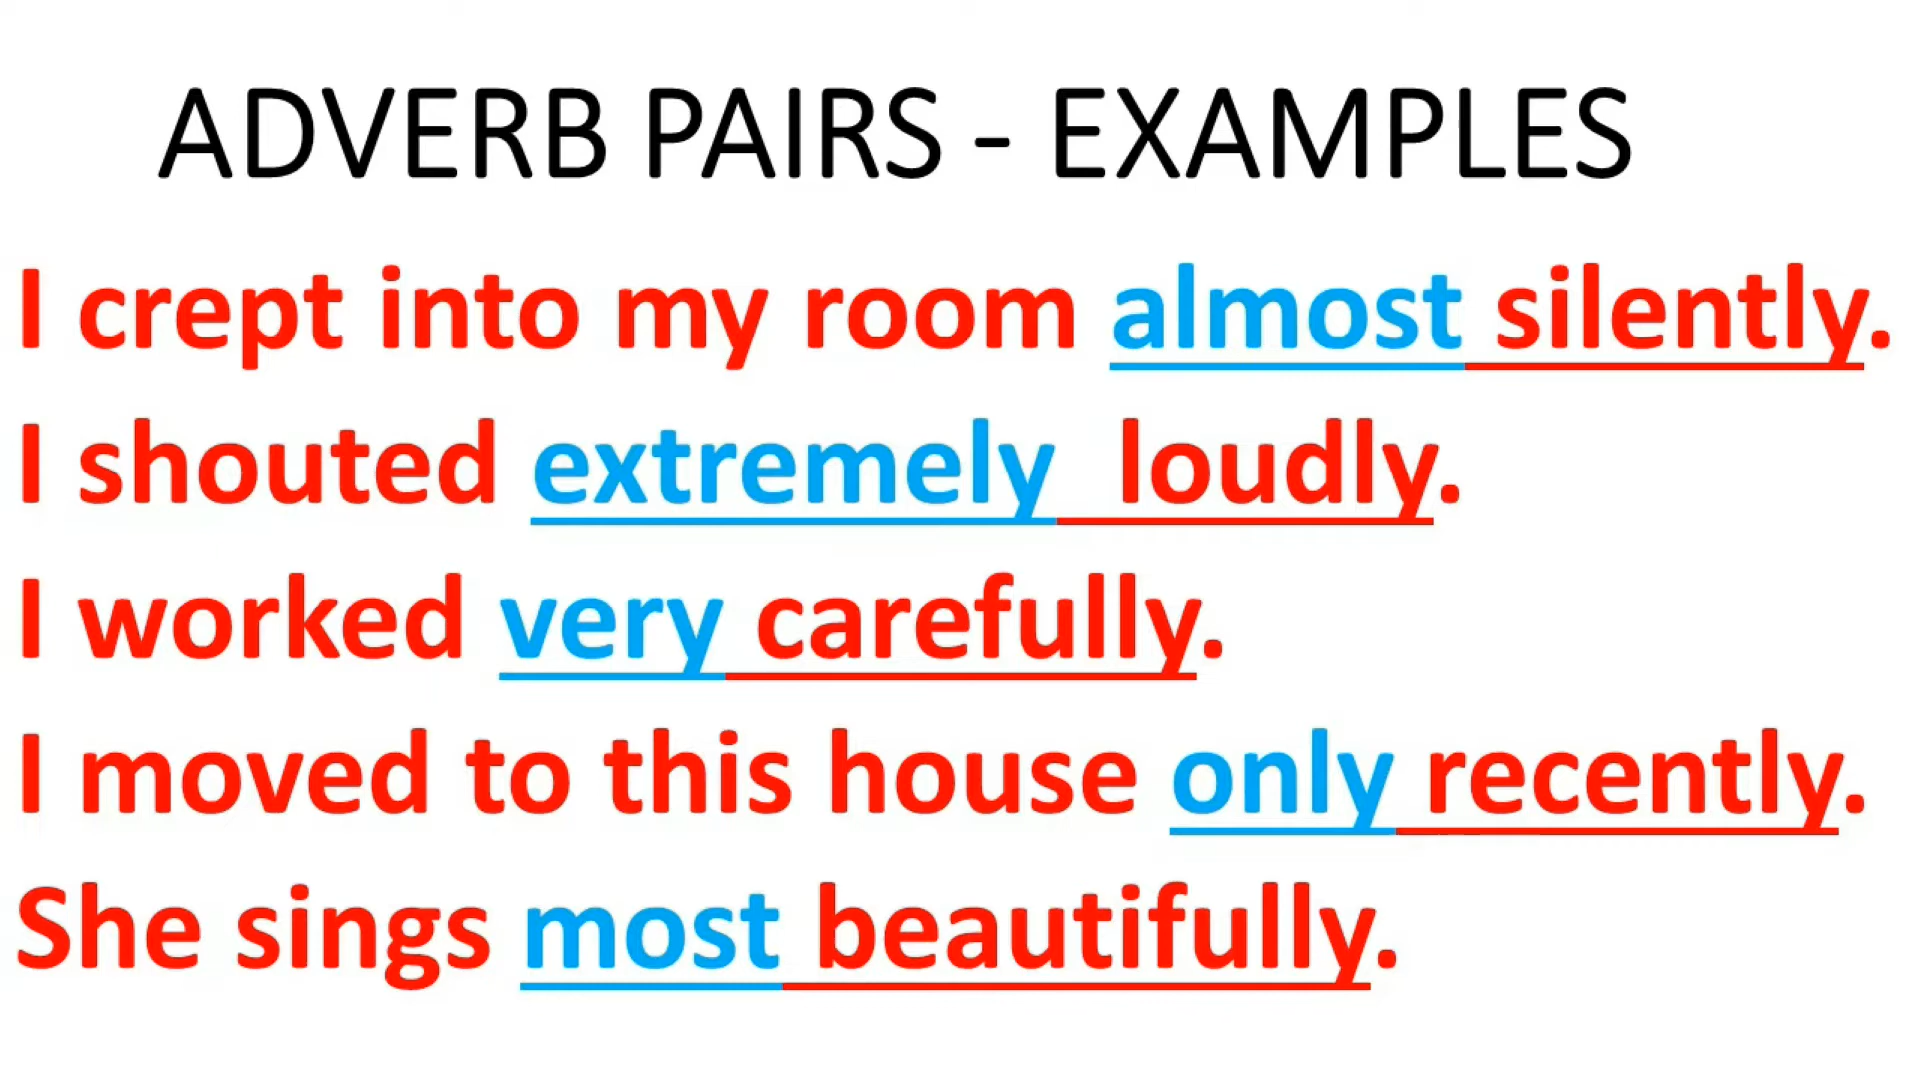 ADVERB PAIRS - EXAMPLES
I crept into my room almost silently.
I shouted extremely  loudly.
I worked very carefully.
I moved to this house only recently.
She sings most beautifully.